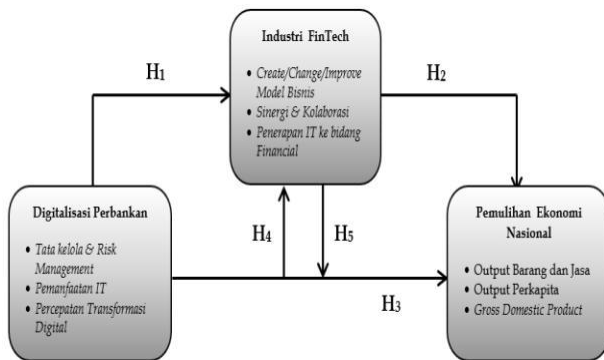 Industri FinTech
• Create/Change/Improve
Model Bisnis
• Sinergi & Kolaborasi
• Penerapan IT ke bidang
Financial
H1
H2
Digitalisasi Perbankan
• Tata kelola & Risk
Management
• Pemanfaatan IT
• Percepatan Transformasi
Digital
H4
H5
H3
Pemulihan Ekonomi
Nasional
• Output Barang dan Jasa
• Output Perkapita
• Gross Domestic Product